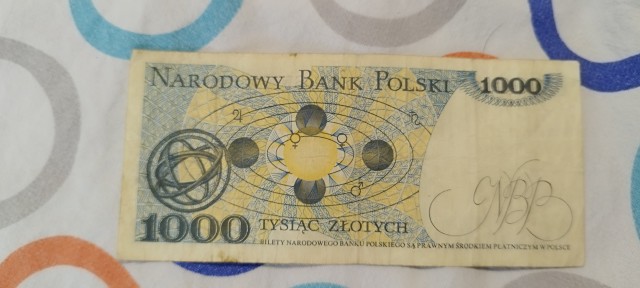 NARODOWY BANK POLSKI 1000
NBP
1000 TYSIĄC ZŁOTYCH
BILETY NARODOWEGO BANKU POLSKIEGO SĄ PRAWNYM ŚRODKIEM PŁATNICZYM W POLSCE